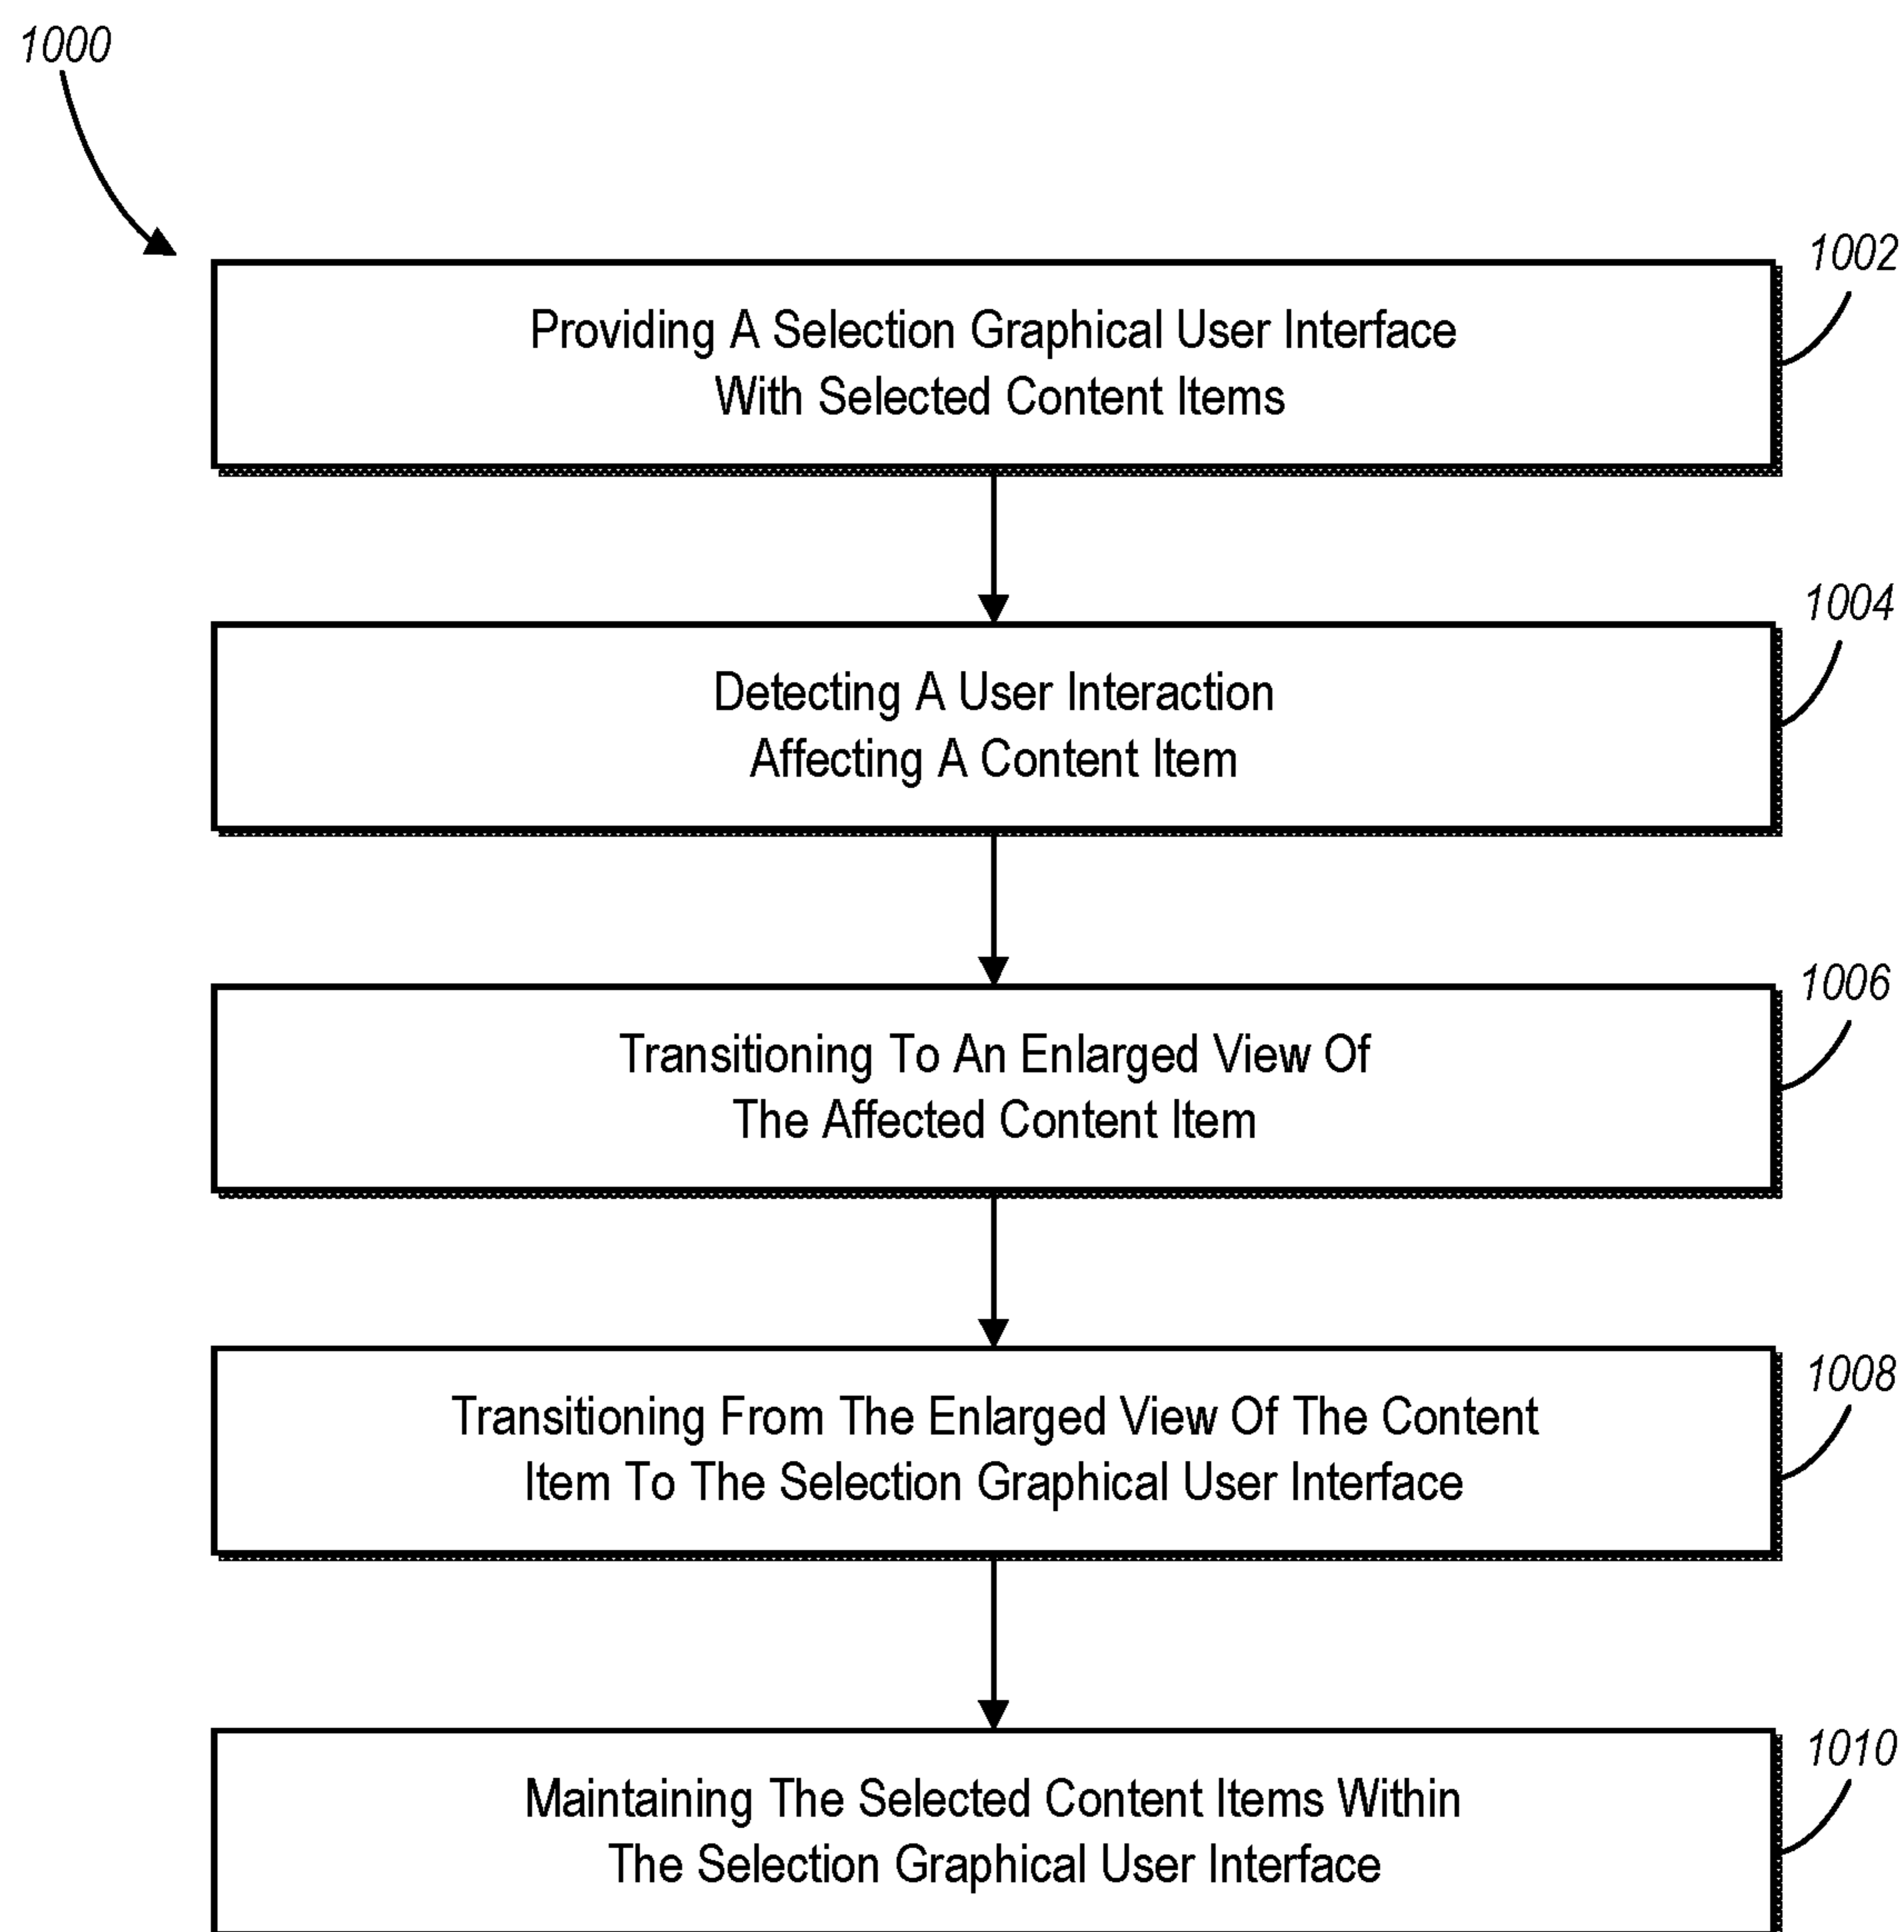 1000
1002
Providing A Selection Graphical User Interface
With Selected Content Items
1004
Detecting A User Interaction
Affecting A Content Item
1006
Transitioning To An Enlarged View Of
The Affected Content Item
1008
Transitioning From The Enlarged View Of The Content
Item To The Selection Graphical User Interface
1010
Maintaining The Selected Content Items Within
The Selection Graphical User Interface